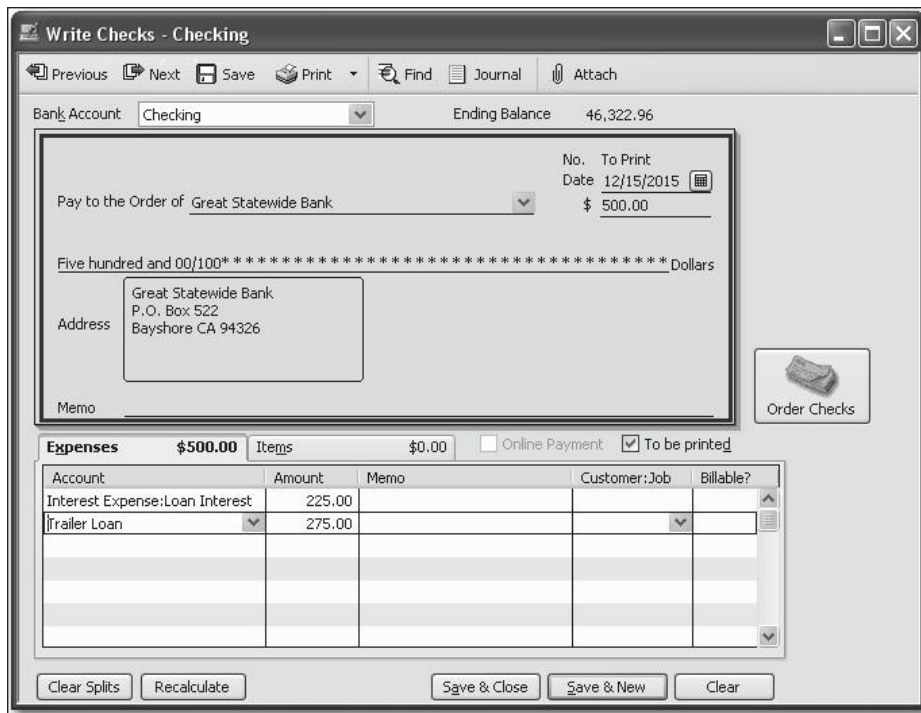 Write Checks - Checking
Previous Next Save Print Find Journal Attach
Bank Account Checking Ending Balance 46,322.96
No. To Print
Date 12/15/2015
Pay to the Order of Great Statewide Bank $ 500.00
Five hundred and 00/100* * * * * * * * * * * * * * * * * * * * * * * * * * * * * * * * * * * * * * Dollars
Address
Great Statewide Bank
P.O. Box 522
Bayshore CA 94326
Memo
Order Checks
Expenses $500.00 Items $0.00 Online Payment To be printed
Account Amount Memo Customer:Job Billable?
Interest Expense:Loan Interest 225.00
Trailer Loan 275.00
Clear Splits Recalculate Save & Close Save & New Clear